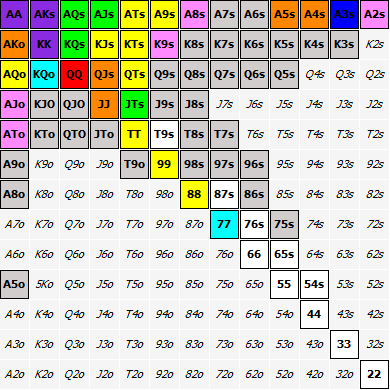 AA AKs AQs AJs ATs A9s A8s A7s A6s A5s A4s A3s A2s
AKo KK KQs KJs KTs K9s K8s K7s K6s K5s K4s K3s K2s
AQo KQo QQ QJs QTs Q9s Q8s Q7s Q6s Q5s Q4s Q3s Q2s
AJo KJO QJO JJ JTs J9s J8s J7s J6s J5s J4s J3s J2s
ATo KTo QTO JTo TT T9s T8s T7s T6s T5s T4s T3s T2s
A9o K9o Q9o J9o T9o 99 98s 97s 96s 95s 94s 93s 92s
A8o K8o Q8o J8o T8o 98o 88 87s 86s 85s 84s 83s 82s
A7o K7o Q7o J7o T7o 97o 87o 77 76s 75s 74s 73s 72s
A6o K6o Q6o J6o T6o 96o 86o 76o 66 65s 64s 63s 62s
A5o 5Ko Q5o J5o T5o 95o 85o 75o 65o 55 54s 53s 52s
A4o K4o Q4o J4o T4o 94o 84o 74o 64o 54o 44 43s 42s
A3o K3o Q3o J3o T3o 93o 83o 73o 63o 53o 43o 33 32s
A2o K2o Q2o J2o T2o 92o 82o 72o 62o 52o 42o 32o 22